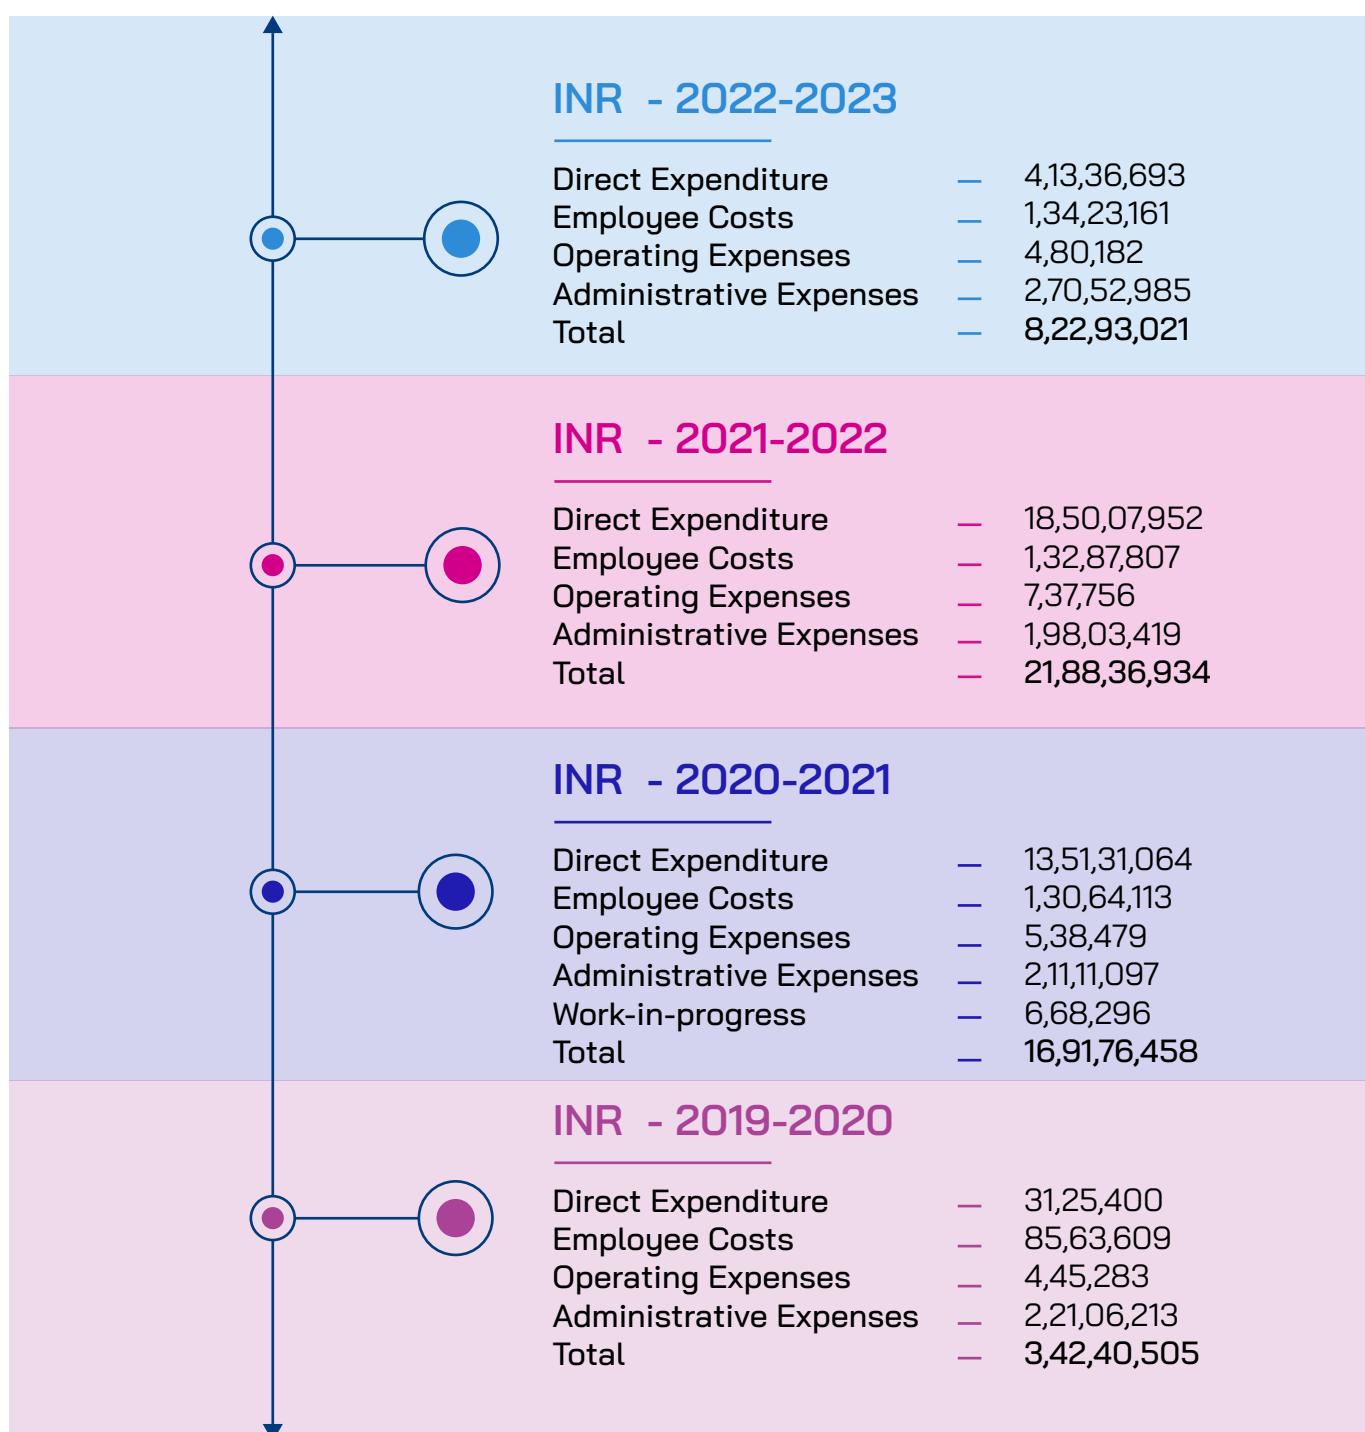 INR - 2022-2023
Direct Expenditure — 4,13,36,693
Employee Costs — 1,34,23,161
Operating Expenses — 4,80,182
Administrative Expenses — 2,70,52,985
Total — 8,22,93,021
INR - 2021-2022
Direct Expenditure — 18,50,07,952
Employee Costs — 1,32,87,807
Operating Expenses — 7,37,756
Administrative Expenses — 1,98,03,419
Total — 21,88,36,934
INR - 2020-2021
Direct Expenditure — 13,51,31,064
Employee Costs — 1,30,64,113
Operating Expenses — 5,38,479
Administrative Expenses — 2,11,11,097
Work-in-progress — 6,68,296
Total — 16,91,76,458
INR - 2019-2020
Direct Expenditure — 31,25,400
Employee Costs — 85,63,609
Operating Expenses — 4,45,283
Administrative Expenses — 2,21,06,213
Total — 3,42,40,505